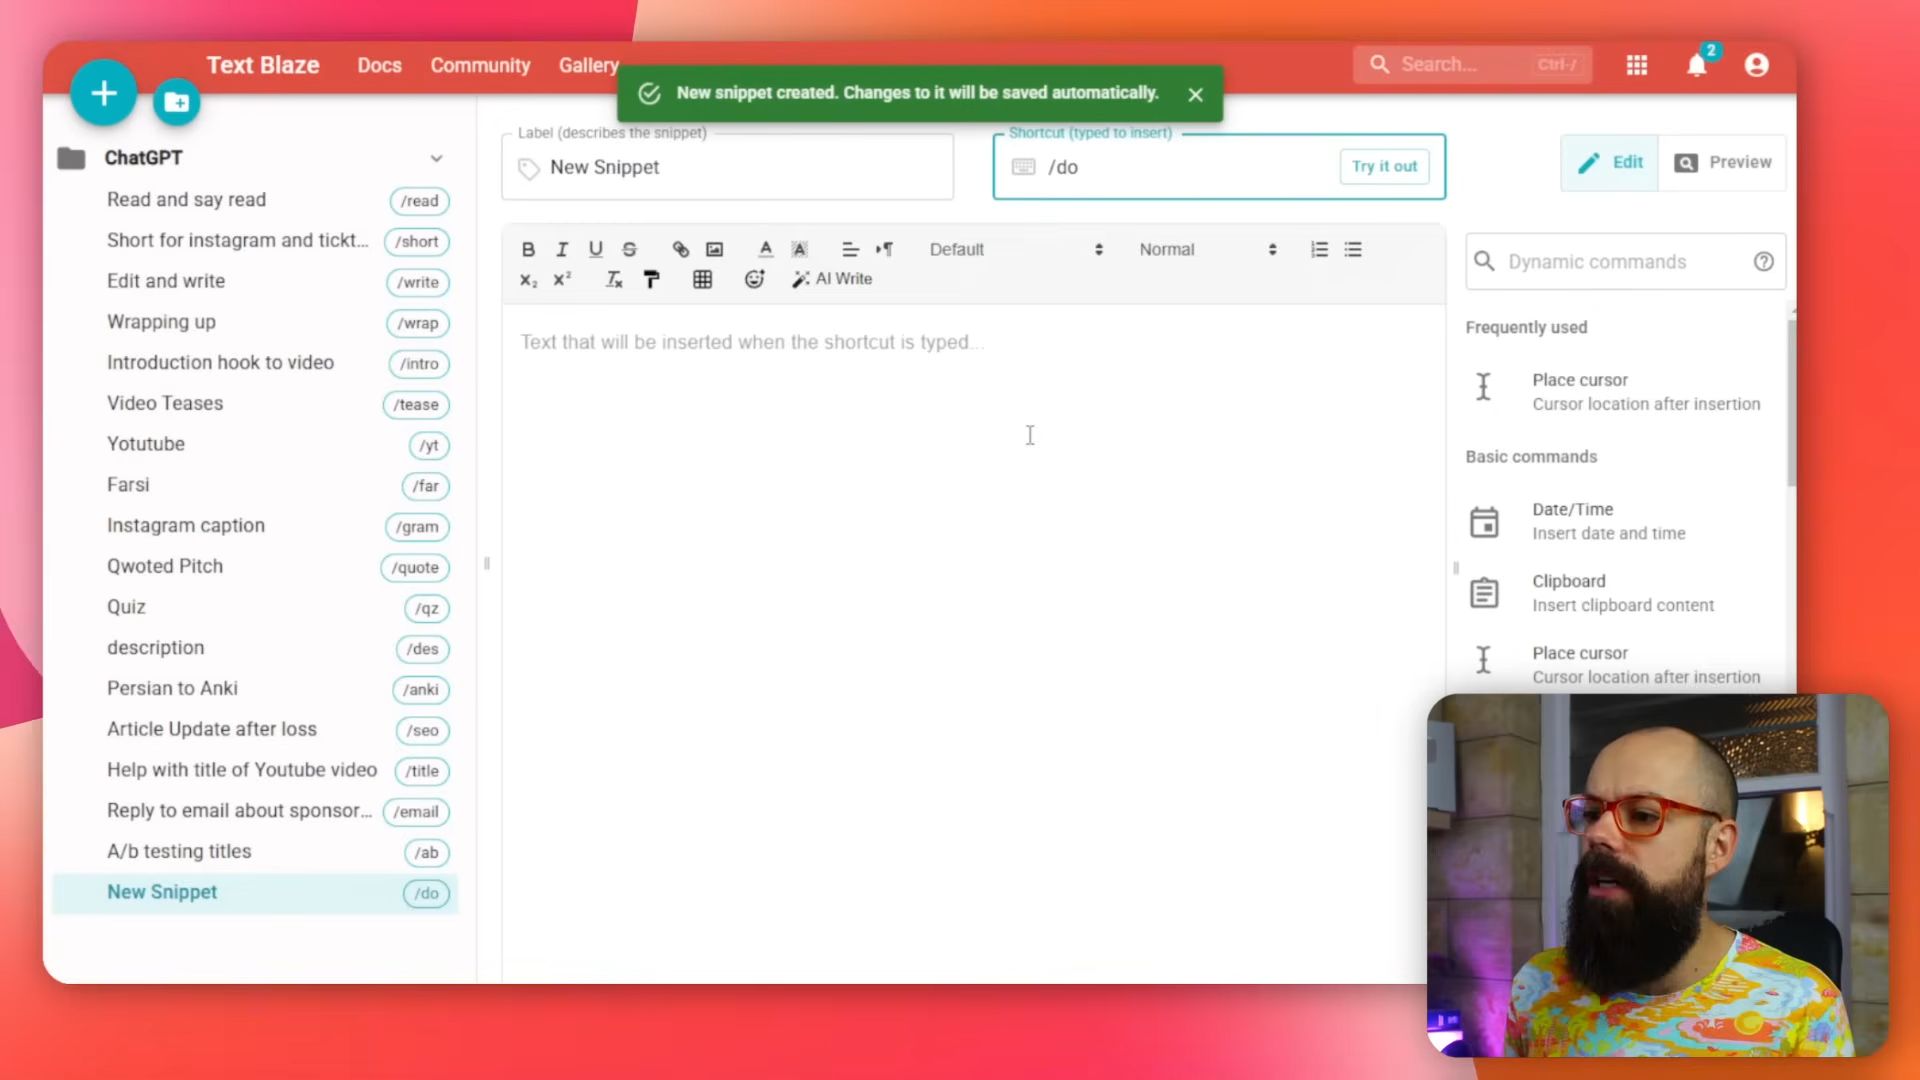 Text Blaze
Docs
Community
Gallery
Search...
Ctrl-/
2
New snippet created. Changes to it will be saved automatically.
ChatGPT
Read and say read
/read
Short for instagram and tickt...
/short
Edit and write
/write
Wrapping up
/wrap
Introduction hook to video
/intro
Video Teases
/tease
Yotutube
/yt
Farsi
/far
Instagram caption
/gram
Qwoted Pitch
/quote
Quiz
/qz
description
/des
Persian to Anki
/anki
Article Update after loss
/seo
Help with title of Youtube video
/title
Reply to email about sponsor...
/email
A/b testing titles
/ab
New Snippet
/do
Label (describes the snippet)
New Snippet
Shortcut (typed to insert)
/do
Try it out
Edit
Preview
Default
Normal
AI Write
Text that will be inserted when the shortcut is typed...
Dynamic commands
Frequently used
Place cursor
Cursor location after insertion
Basic commands
Date/Time
Insert date and time
Clipboard
Insert clipboard content
Place cursor
Cursor location after insertion